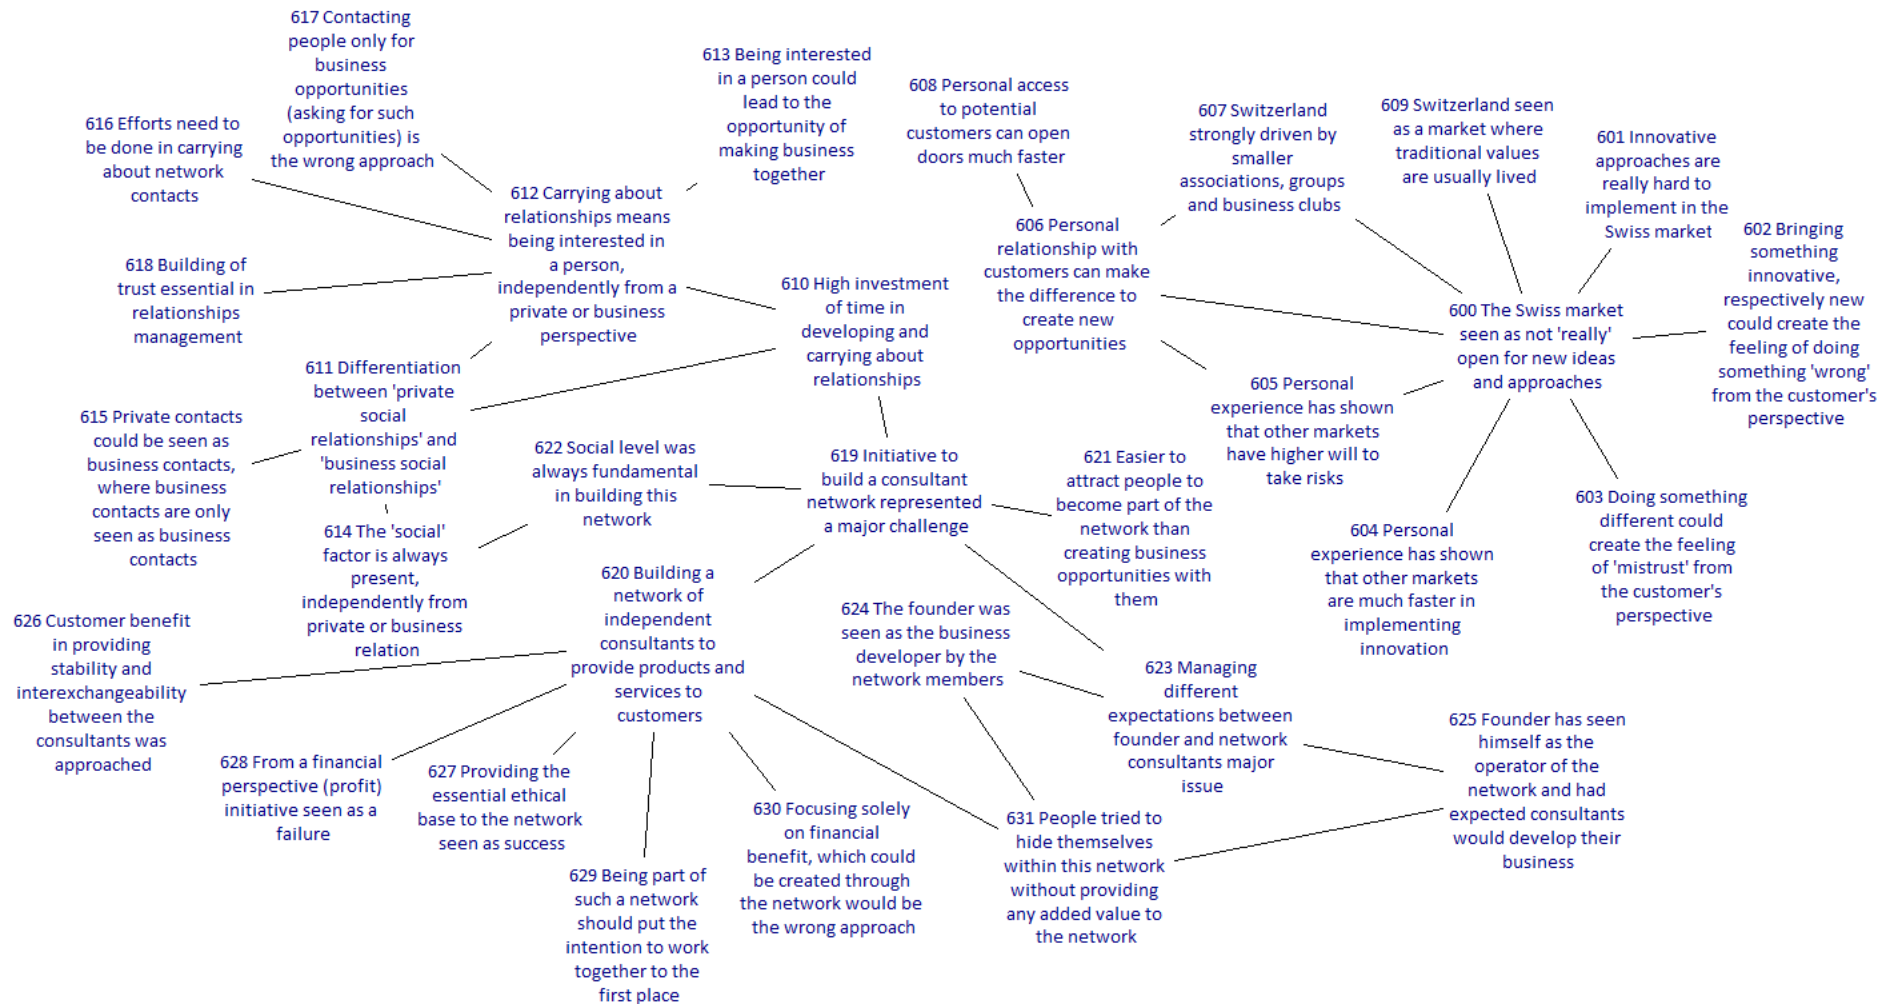 617 Contacting
people only for
business
opportunities
(asking for such
opportunities) is
the wrong approach
613 Being interested
in a person could
lead to the
opportunity of
making business
together
608 Personal access
to potential
customers can open
doors much faster
607 Switzerland
strongly driven by
smaller
associations, groups
and business clubs
609 Switzerland seen
as a market where
traditional values
are usually lived
601 Innovative
approaches are
really hard to
implement in the
Swiss market
616 Efforts need to
be done in carrying
about network
contacts
612 Carrying about
relationships means
being interested in
a person,
independently from a
private or business
perspective
606 Personal
relationship with
customers can make
the difference to
create new
opportunities
602 Bringing
something
innovative,
respectively new
could create the
feeling of doing
something 'wrong'
from the customer's
perspective
618 Building of
trust essential in
relationships
management
610 High investment
of time in
developing and
carrying about
relationships
600 The Swiss market
seen as not 'really'
open for new ideas
and approaches
611 Differentiation
between 'private
social
relationships' and
'business social
relationships'
605 Personal
experience has shown
that other markets
have higher will to
take risks
615 Private contacts
could be seen as
business contacts,
where business
contacts are only
seen as business
contacts
622 Social level was
always fundamental
in building this
network
619 Initiative to
build a consultant
network represented
a major challenge
621 Easier to
attract people to
become part of the
network than
creating business
opportunities with
them
603 Doing something
different could
create the feeling
of 'mistrust' from
the customer's
perspective
614 The 'social'
factor is always
present,
independently from
private or business
relation
604 Personal
experience has shown
that other markets
are much faster in
implementing
innovation
620 Building a
network of
independent
consultants to
provide products and
services to
customers
624 The founder was
seen as the business
developer by the
network members
626 Customer benefit
in providing
stability and
interexchangeability
between the
consultants was
approached
623 Managing
different
expectations between
founder and network
consultants major
issue
625 Founder has seen
himself as the
operator of the
network and had
expected consultants
would develop their
business
628 From a financial
perspective (profit)
initiative seen as a
failure
627 Providing the
essential ethical
base to the network
seen as success
630 Focusing solely
on financial
benefit, which could
be created through
the network would be
the wrong approach
631 People tried to
hide themselves
within this network
without providing
any added value to
the network
629 Being part of
such a network
should put the
intention to work
together to the
first place